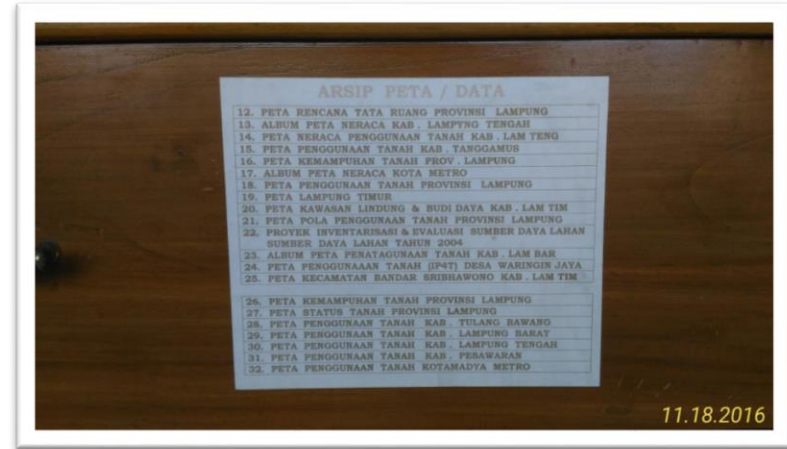 ARSIP PETA / DATA
12. PETA RENCANA TATA RUANG PROVINSI LAMPUNG
13. ALBUM PETA NERACA KAB . LAMPYNG TENGAH
14. PETA NERACA PENGGUNAAN TANAH KAB . LAM TENG
15. PETA PENGGUNAAN TANAH KAB. TANGGAMUS
16. PETA KEMAMPUHAN TANAH PROV . LAMPUNG
17. ALBUM PETA NERACA KOTA METRO
18. PETA PENGGUNAAN TANAH PROVINSI LAMPUNG
19. PETA LAMPUNG TIMUR
20. PETA KAWASAN LINDUNG & BUDI DAYA KAB . LAM TIM
21. PETA POLA PENGGUNAAN TANAH PROVINSI LAMPUNG
22. PROYEK INVENTARISASI & EVALUASI SUMBER DAYA LAHAN
SUMBER DAYA LAHAN TAHUN 2004
23. ALBUM PETA PENATAGUNAAN TANAH KAB . LAM BAR
24. PETA PENGGUNAAAN TANAH (IP4T) DESA WARINGIN JAYA
25. PETA KECAMATAN BANDAR SRIBHAWONO KAB . LAM TIM
26. PETA KEMAMPUHAN TANAH PROVINSI LAMPUNG
27. PETA STATUS TANAH PROVINSI LAMPUNG
28. PETA PENGGUNAAN TANAH KAB . TULANG BAWANG
29. PETA PENGGUNAAN TANAH KAB . LAMPUNG BARAT
30. PETA PENGGUNAAN TANAH KAB . LAMPUNG TENGAH
31. PETA PENGGUNAAN TANAH KAB . PESAWARAN
32. PETA PENGGUNAAN TANAH KOTAMADYA METRO
11.18.2016